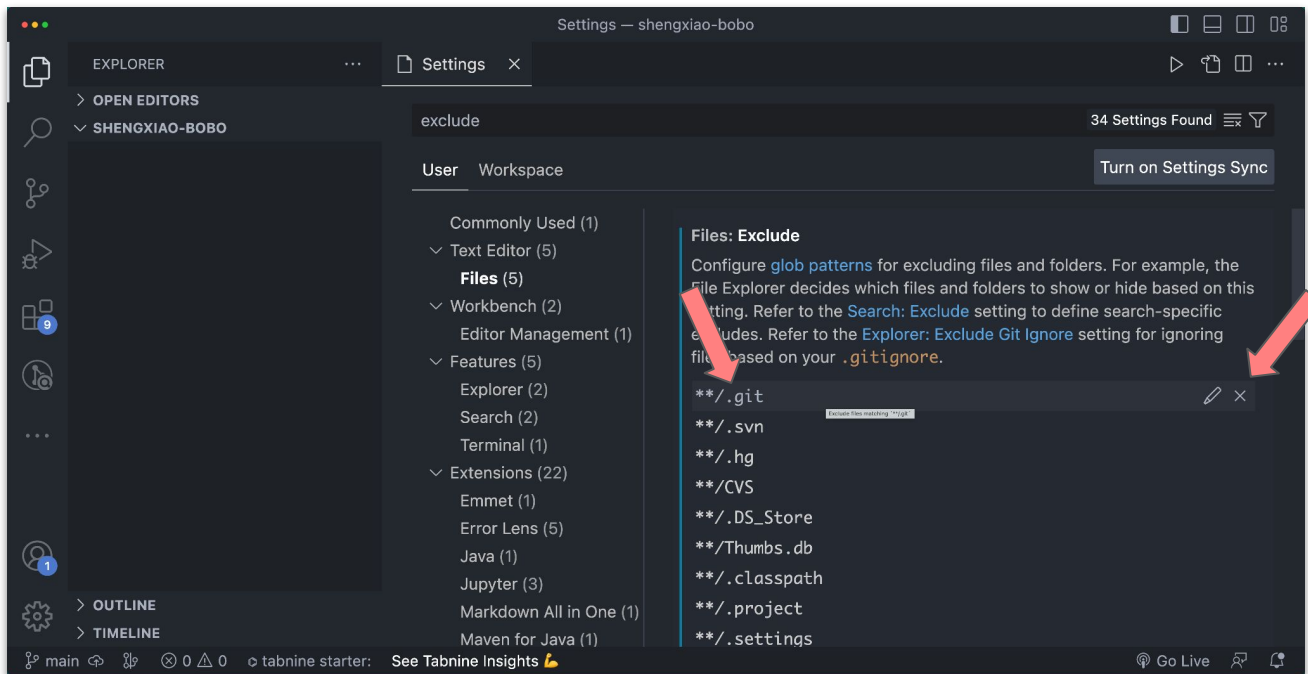 Settings — shengxiao-bobo
EXPLORER
OPEN EDITORS
SHENGXIAO-BOBO
OUTLINE
TIMELINE
9
1
Settings
exclude
34 Settings Found
User Workspace
Turn on Settings Sync
Commonly Used (1)
Text Editor (5)
Files (5)
Workbench (2)
Editor Management (1)
Features (5)
Explorer (2)
Search (2)
Terminal (1)
Extensions (22)
Emmet (1)
Error Lens (5)
Java (1)
Jupyter (3)
Markdown All in One (1)
Maven for Java (1)
Files: Exclude
Configure glob patterns for excluding files and folders. For example, the
File Explorer decides which files and folders to show or hide based on this
tting. Refer to the Search: Exclude setting to define search-specific
udes. Refer to the Explorer: Exclude Git Ignore setting for ignoring
based on your .gitignore.
**/.git
Exclude files matching `**/.git`
**/.svn
**/.hg
**/CVS
**/.DS_Store
**/Thumbs.db
**/.classpath
**/.project
**/.settings
main 0 0 tabnine starter: See Tabnine Insights 💪 Go Live